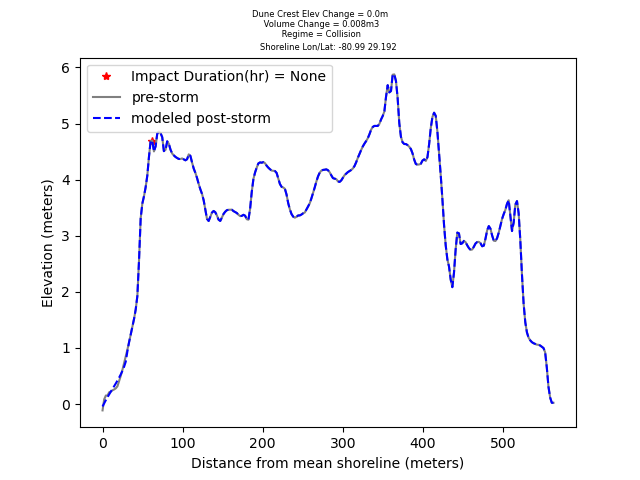 Dune Crest Elev Change = 0.0m
Volume Change = 0.008m3
Regime = Collision
Shoreline Lon/Lat: -80.99 29.192
Impact Duration(hr) = None
pre-storm
modeled post-storm
6
5
4
3
2
1
0
Elevation (meters)
0 100 200 300 400 500
Distance from mean shoreline (meters)